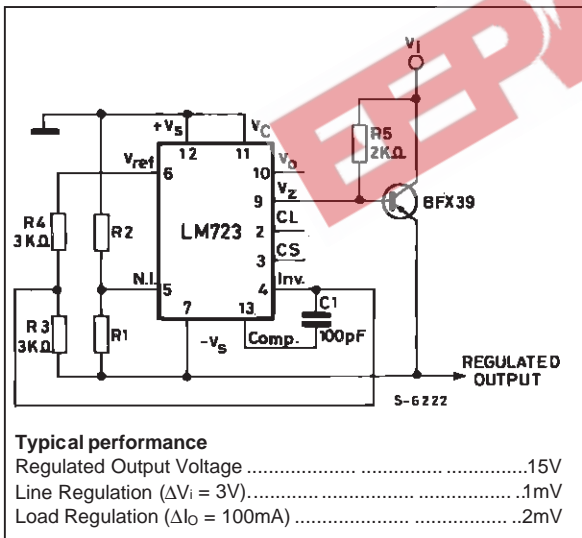 VI
+Vs
VC
R5
2KΩ
12
11
Vref
6
10
Vo
Vz
9
BFX39
R4
3KΩ
R2
LM723
CL
2
CS
3
N.I.
5
4
Inv.
R3
3KΩ
R1
7
13
C1
100pF
-Vs
Comp.
REGULATED
OUTPUT
S-6222
Typical performance
Regulated Output Voltage .................... ................. .................15V
Line Regulation (ΔVi = 3V).................. ................. ..................1mV
Load Regulation (ΔIO = 100mA) .................... ................. ..2mV
EEP